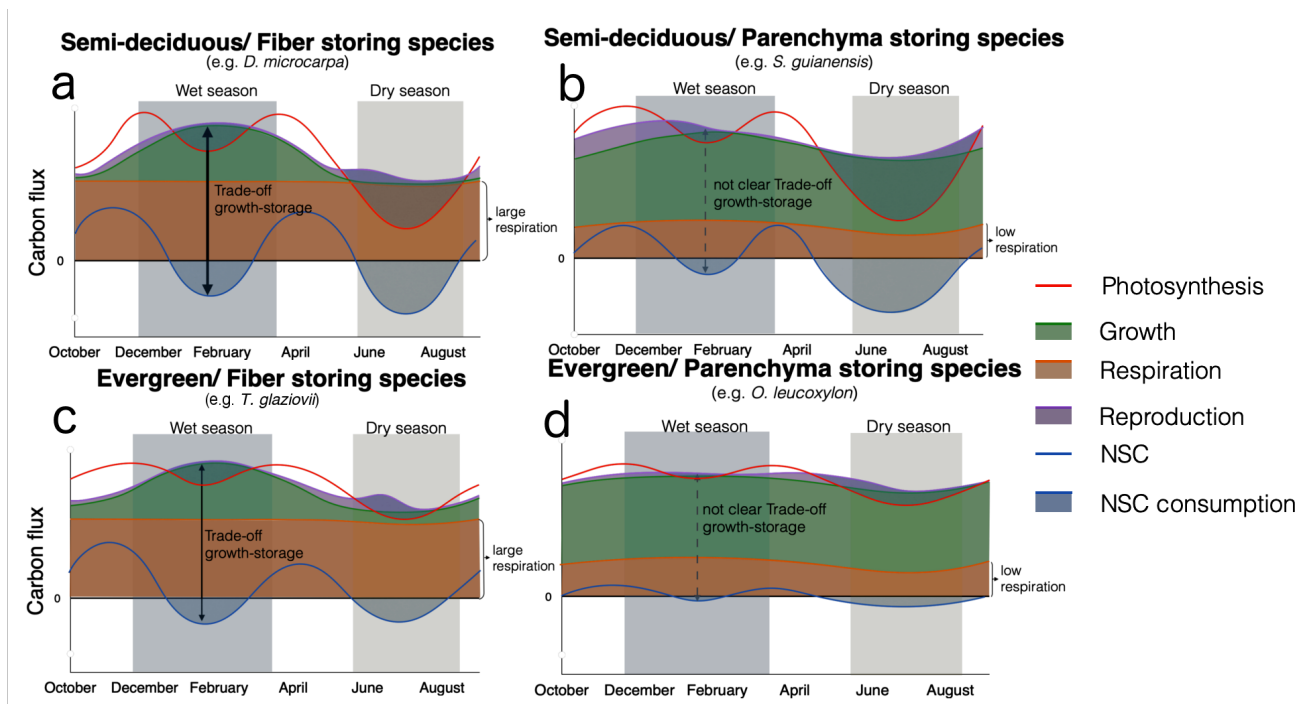 Semi-deciduous/ Fiber storing species
(e.g. D. microcarpa)
a
Wet season
Dry season
Carbon flux
Trade-off
growth-storage
large
respiration
0
October December February April June August
Semi-deciduous/ Parenchyma storing species
(e.g. S. guianensis)
b
Wet season
Dry season
not clear Trade-off
growth-storage
low
respiration
0
October December February April June August
Evergreen/ Fiber storing species
(e.g. T. glaziovii)
c
Wet season
Dry season
Carbon flux
Trade-off
growth-storage
large
respiration
0
October December February April June August
Evergreen/ Parenchyma storing species
(e.g. O. leucoxylon)
d
Wet season
Dry season
not clear Trade-off
growth-storage
low
respiration
0
October December February April June August
Photosynthesis
Growth
Respiration
Reproduction
NSC
NSC consumption